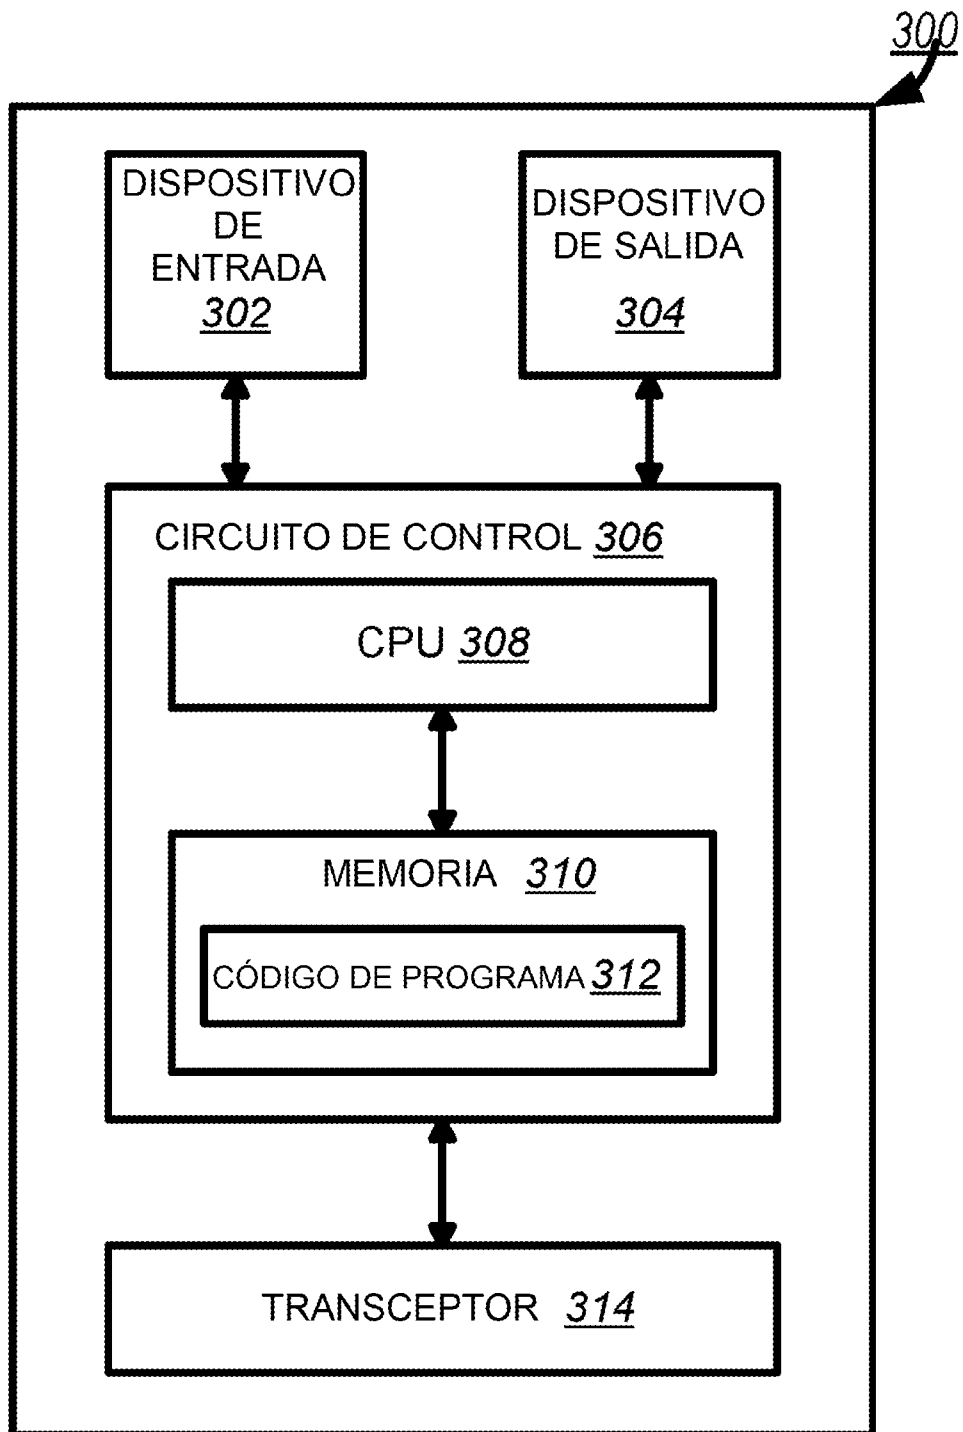 300
DISPOSITIVO
DE
ENTRADA
302
DISPOSITIVO
DE SALIDA
304
CIRCUITO DE CONTROL 306
CPU 308
MEMORIA 310
CÓDIGO DE PROGRAMA 312
TRANSCEPTOR 314